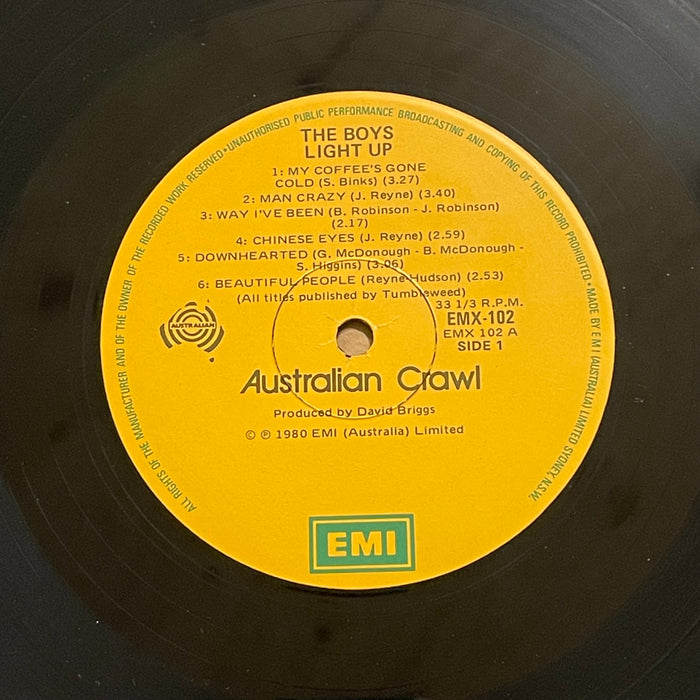 ALL RIGHTS OF THE MANUFACTURER AND OF THE OWNER OF THE RECORDED WORK RESERVED • UNAUTHORISED PUBLIC PERFORMANCE BROADCASTING AND COPYING OF THIS RECORD PROHIBITED • MADE BY EMI (AUSTRALIA) LIMITED SYDNEY, N.S.W.
THE BOYS
LIGHT UP
1: MY COFFEE'S GONE
COLD (S. Binks) (3.27)
2: MAN CRAZY (J. Reyne) (3.40)
3: WAY I'VE BEEN (B. Robinson - J. Robinson)
(2.17)
4: CHINESE EYES (J. Reyne) (2.59)
5: DOWNHEARTED (G. McDonough - B. McDonough -
S. Higgins) (3.06)
6: BEAUTIFUL PEOPLE (Reyne-Hudson) (2.53)
(All titles published by Tumbleweed)
33 1/3 R.P.M.
EMX-102
EMX 102 A
SIDE 1
AUSTRALIAN
Australian Crawl
Produced by David Briggs
© ℗ 1980 EMI (Australia) Limited
EMI